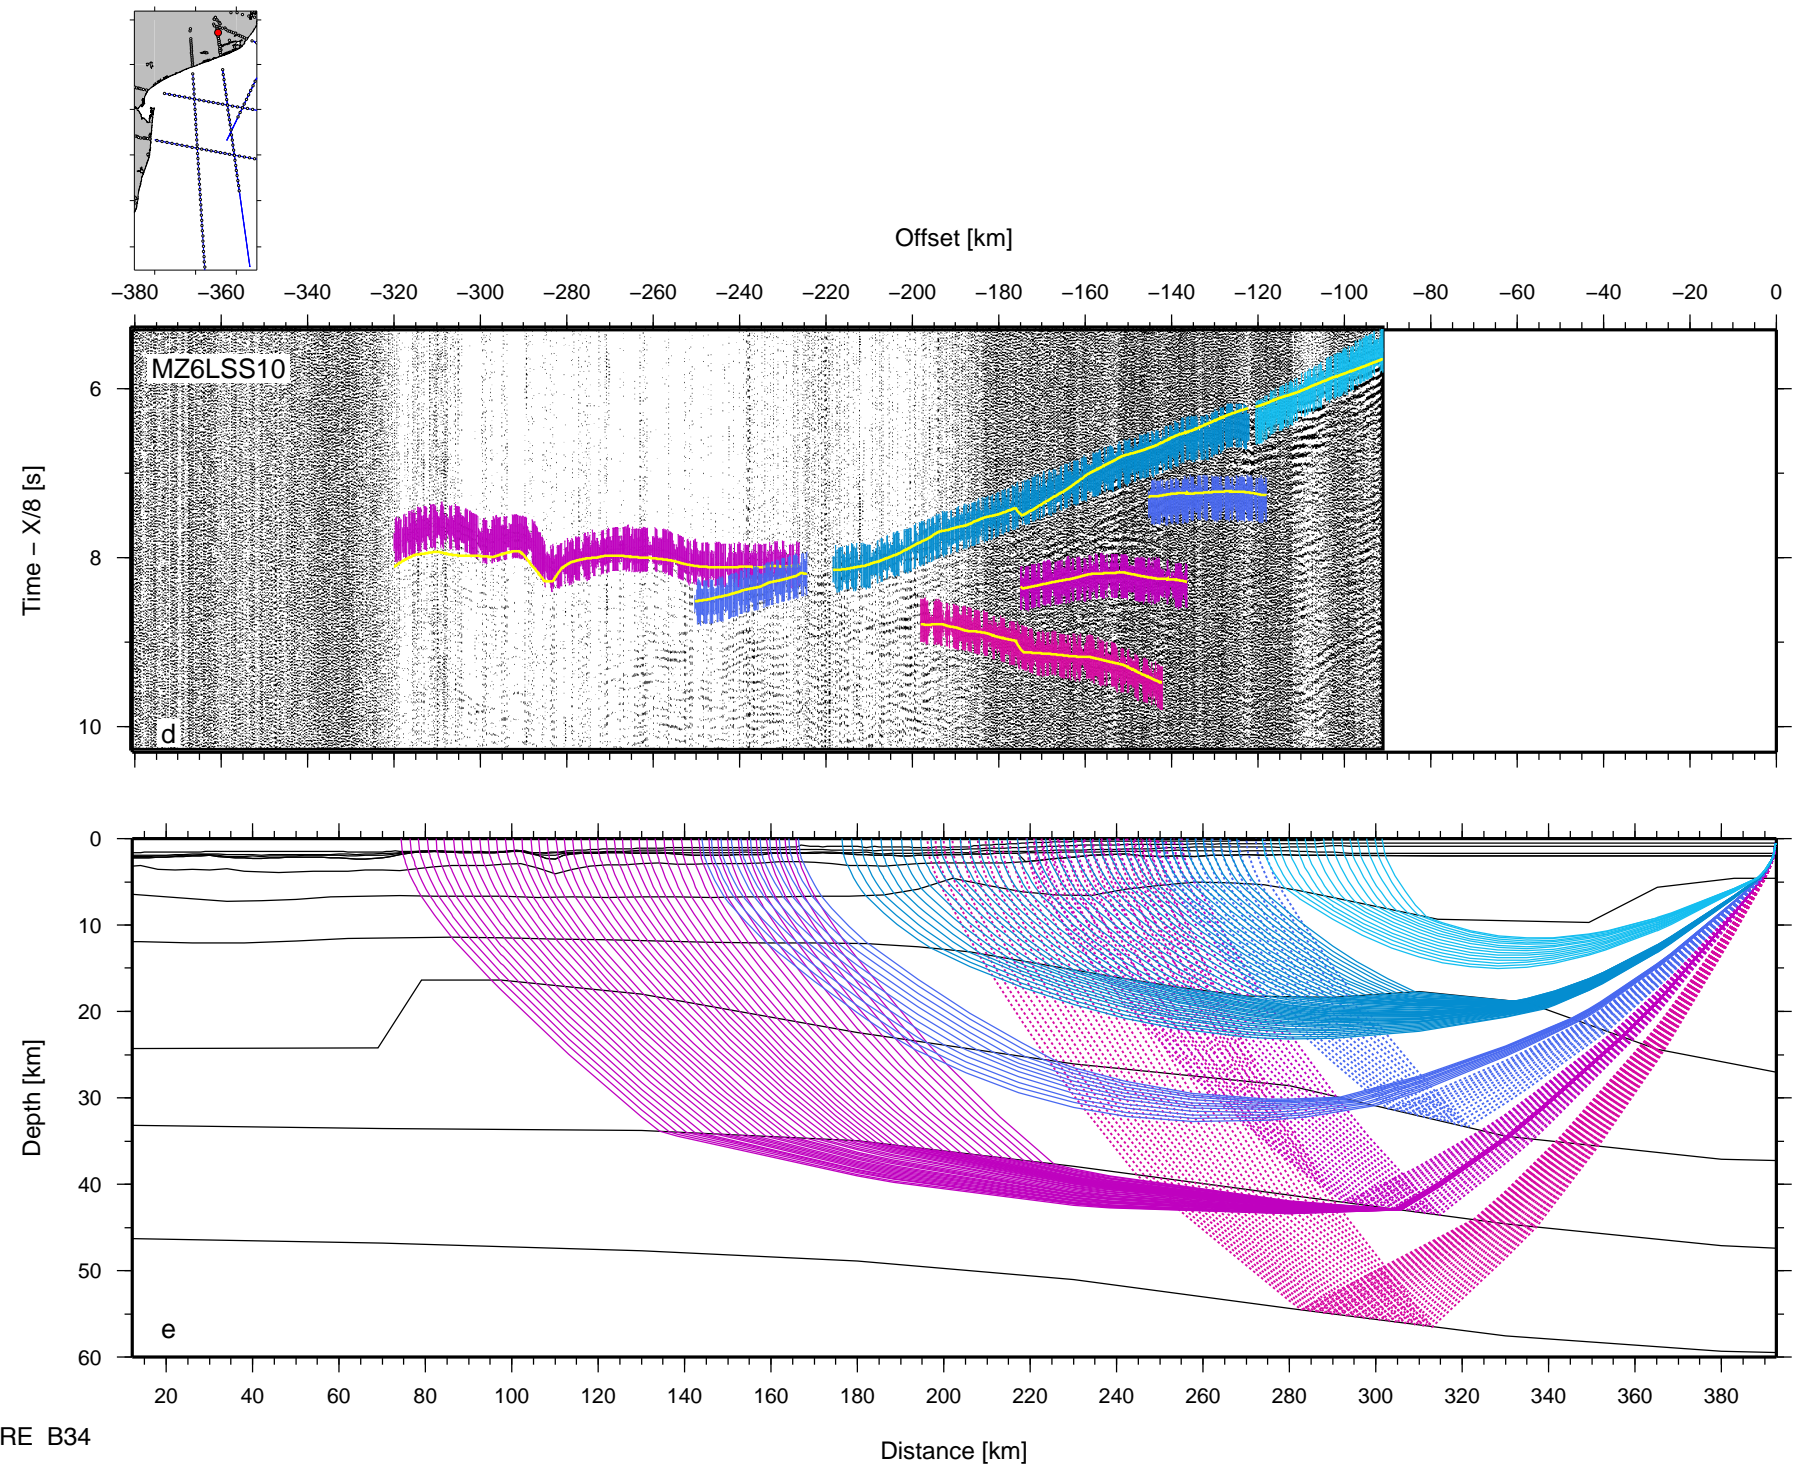 Offset [km]
−380 −360 −340 −320 −300 −280 −260 −240 −220 −200 −180 −160 −140 −120 −100 −80 −60 −40 −20 0
MZ6LSS10
6
8
10
Time − X/8 [s]
d
0
10
20
30
40
50
60
Depth [km]
e
20 40 60 80 100 120 140 160 180 200 220 240 260 280 300 320 340 360 380
RE B34
Distance [km]